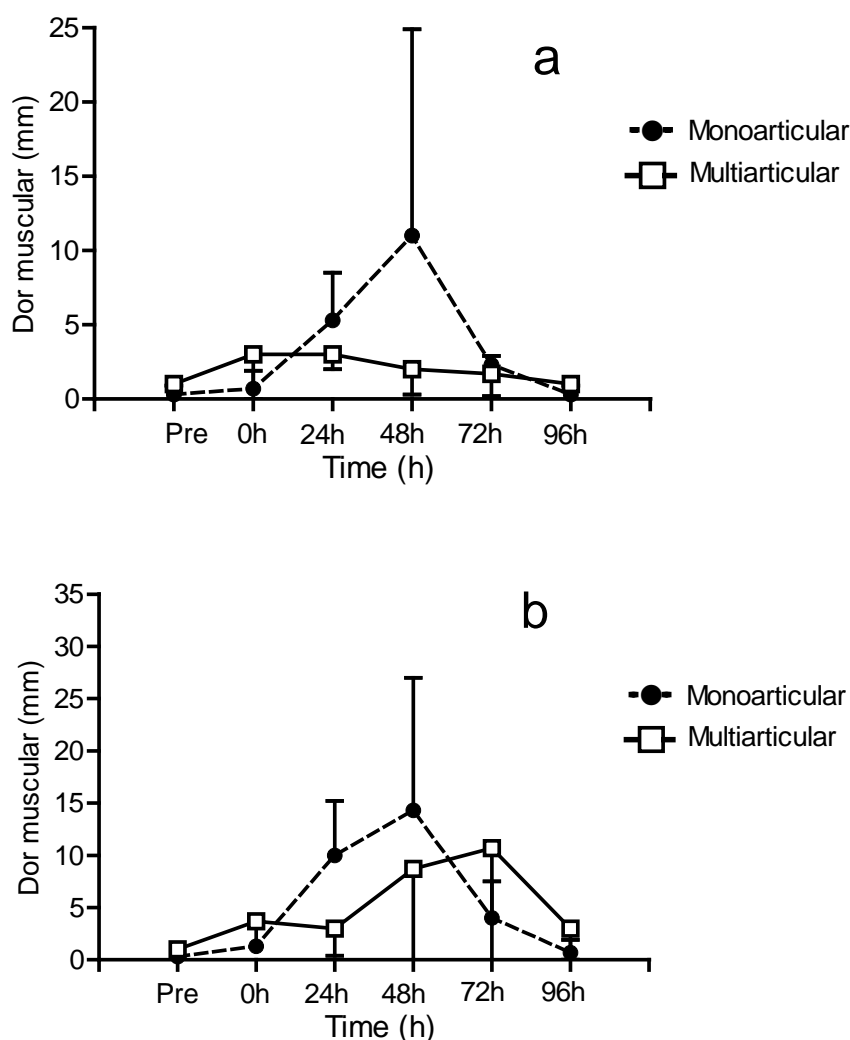 a
25
20
15
10
5
0
Dor muscular (mm)
Monoarticular
Multiarticular
Pre 0h 24h 48h 72h 96h
Time (h)
b
35
30
25
20
15
10
5
0
Dor muscular (mm)
Monoarticular
Multiarticular
Pre 0h 24h 48h 72h 96h
Time (h)